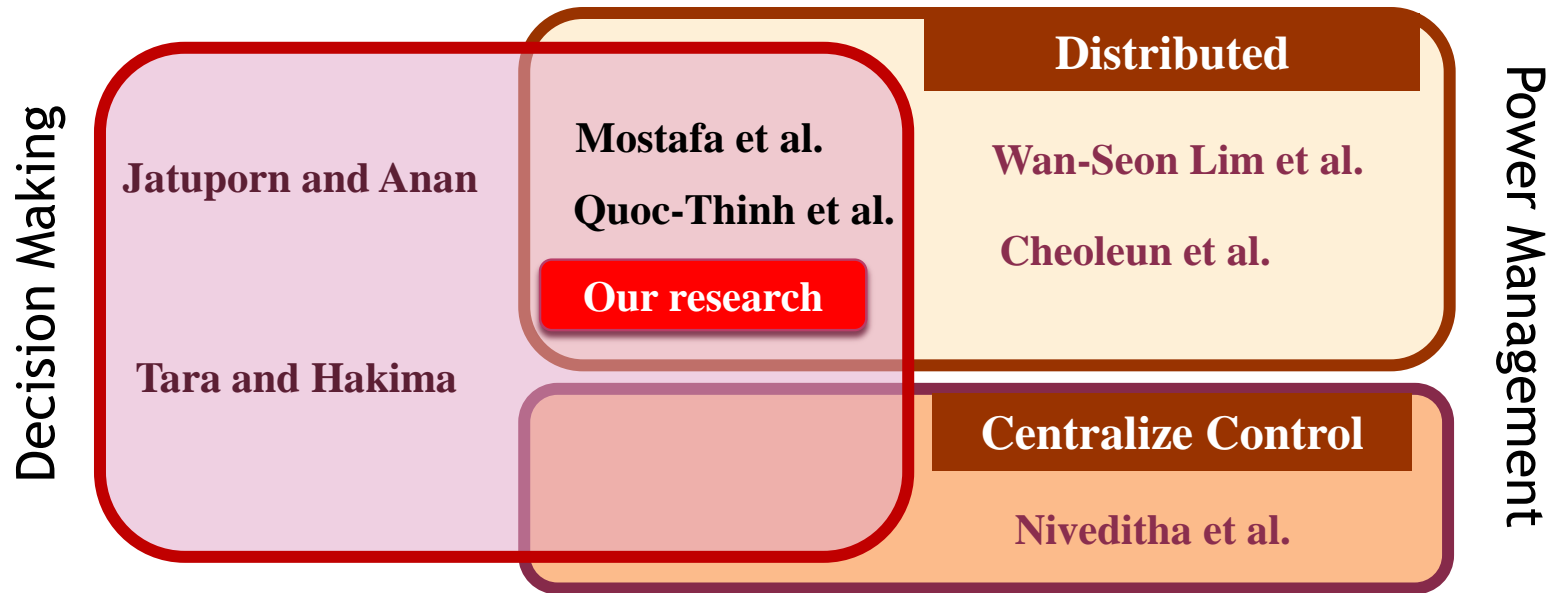 Decision Making
Jatuporn and Anan
Tara and Hakima
Mostafa et al.
Quoc-Thinh et al.
Our research
Distributed
Wan-Seon Lim et al.
Cheoleun et al.
Centralize Control
Niveditha et al.
Power Management